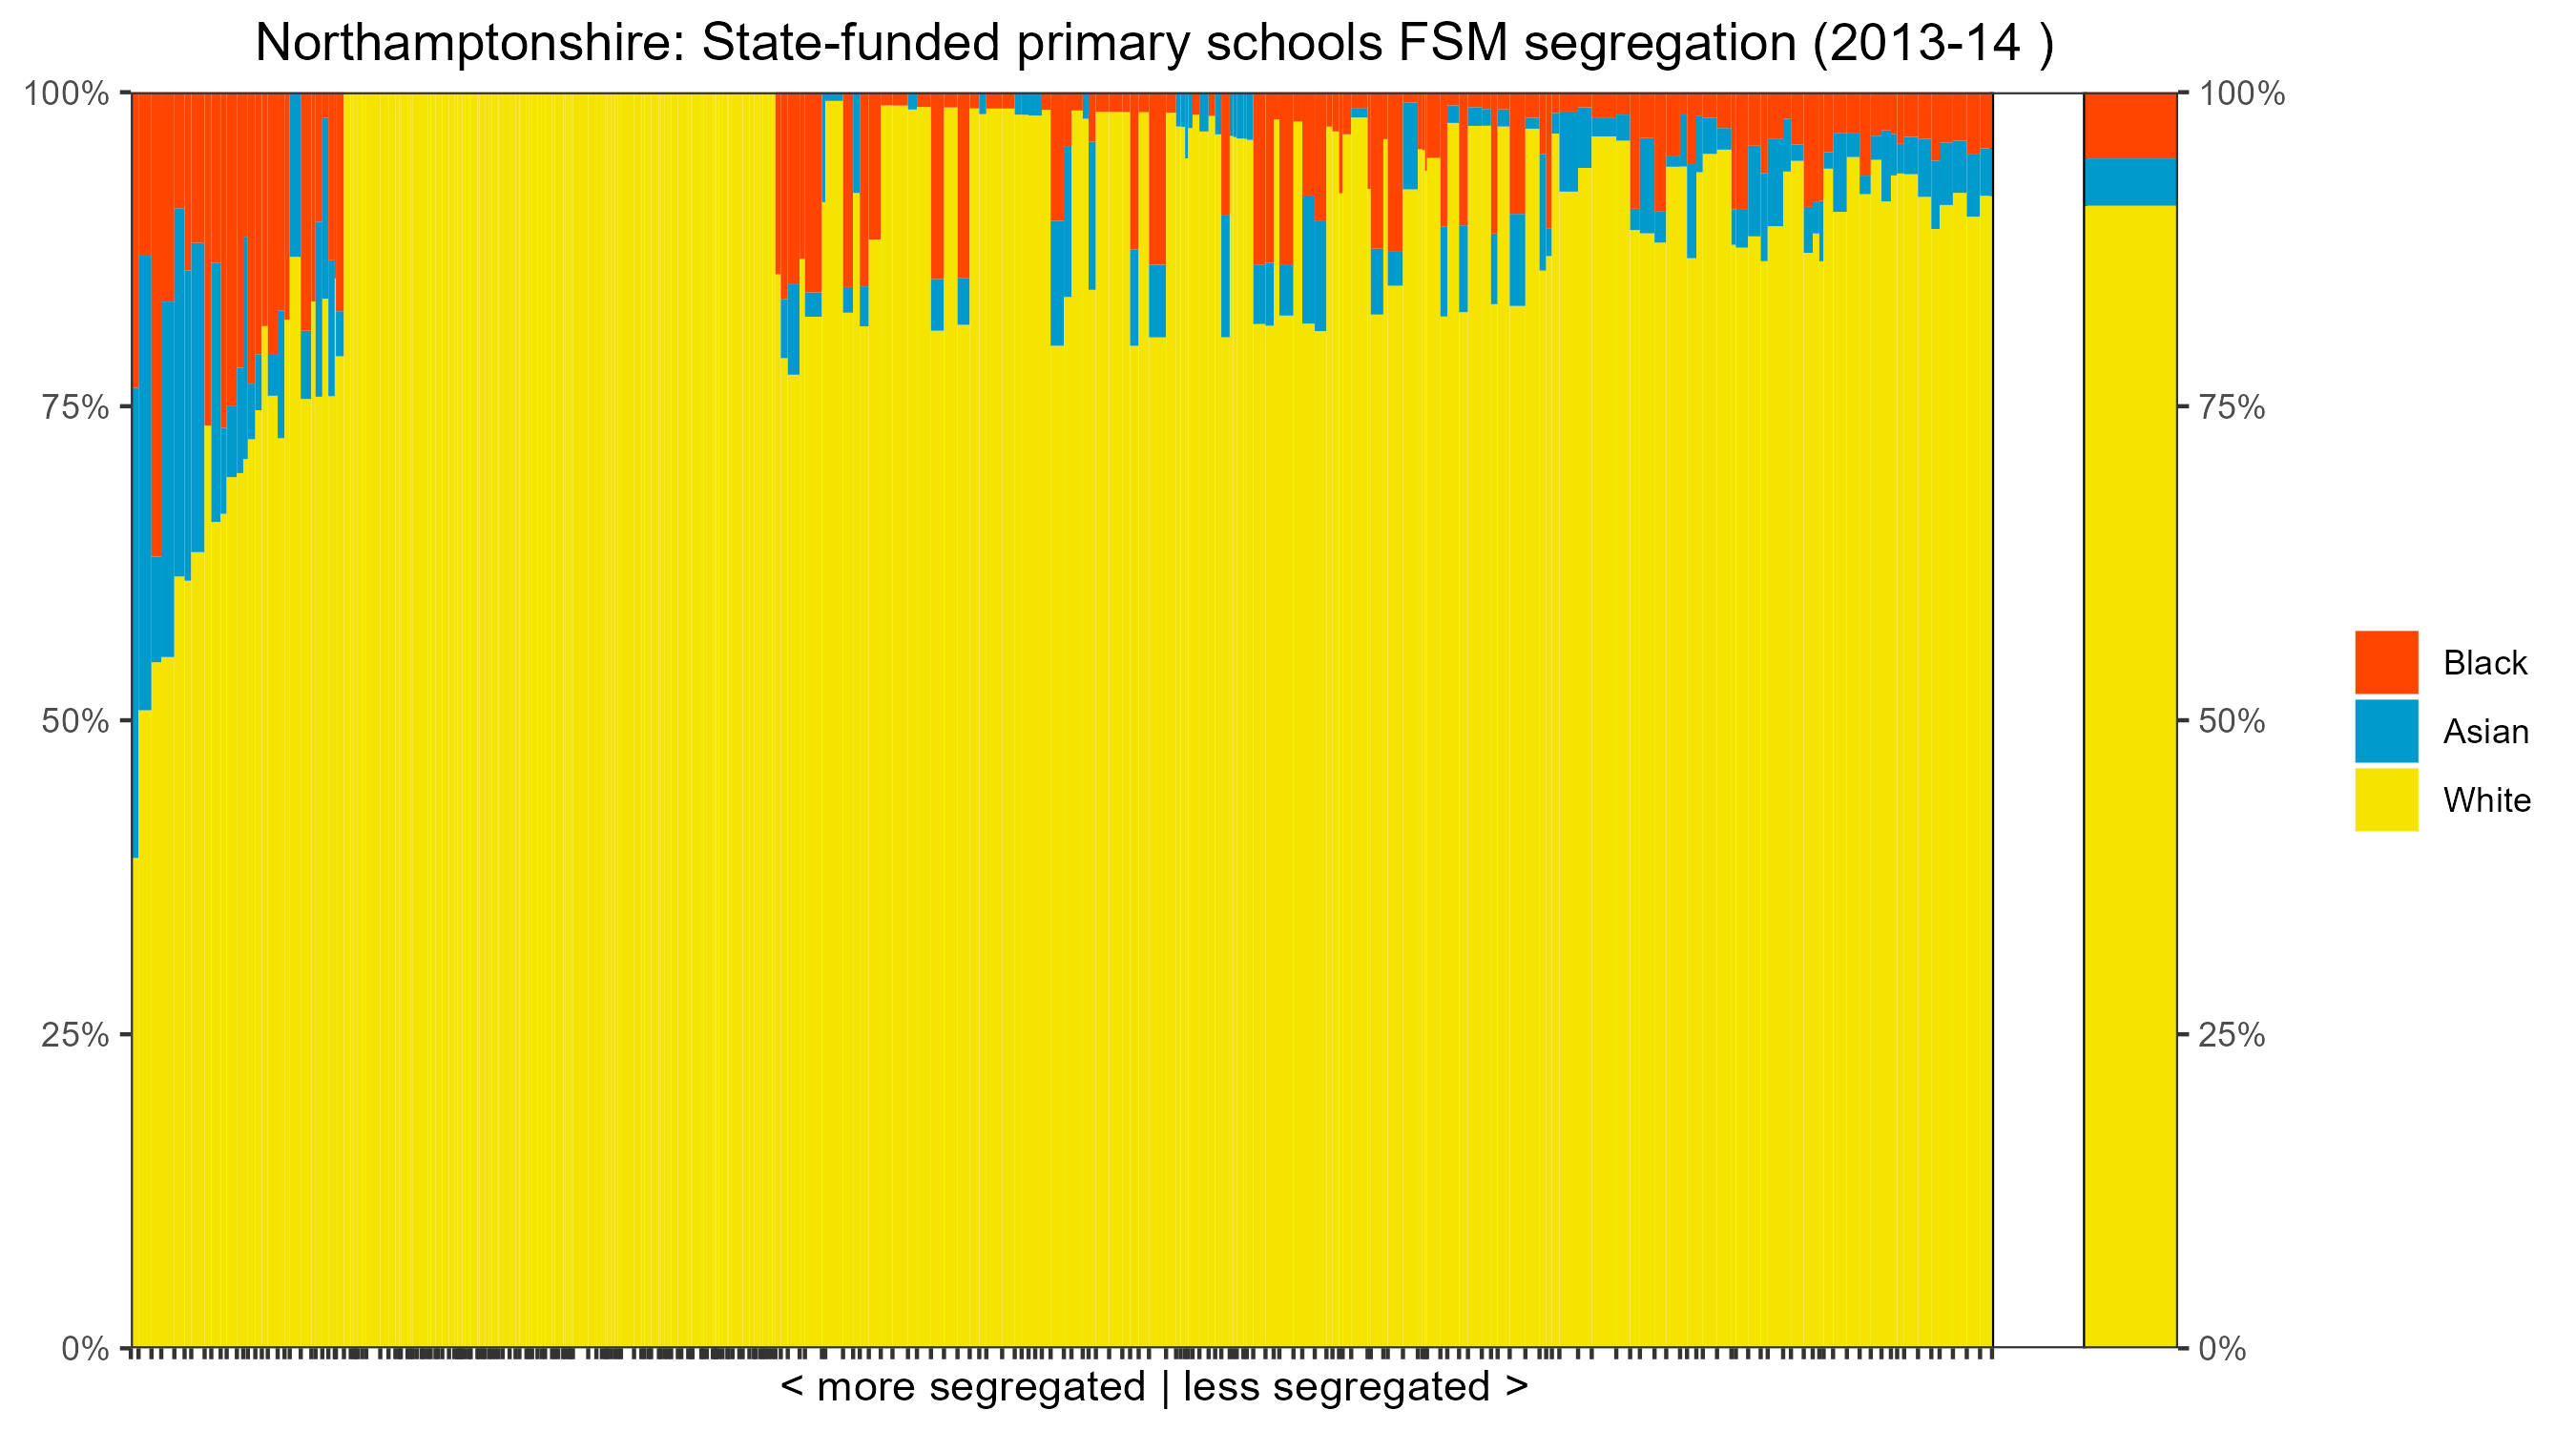 Northamptonshire: State-funded primary schools FSM segregation (2013-14 )
100%
75%
50%
25%
0%
100%
75%
50%
25%
0%
Black
Asian
White
< more segregated | less segregated >